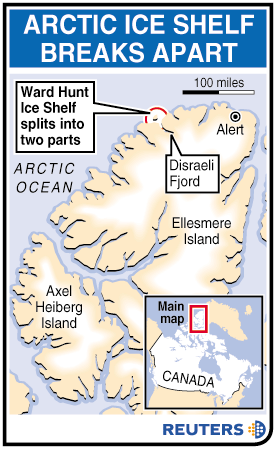 ARCTIC ICE SHELF
BREAKS APART
100 miles
Ward Hunt
Ice Shelf
splits into
two parts
Alert
ARCTIC
OCEAN
Disraeli
Fjord
Ellesmere
Island
Axel
Heiberg
Island
Main
map
CANADA
REUTERS